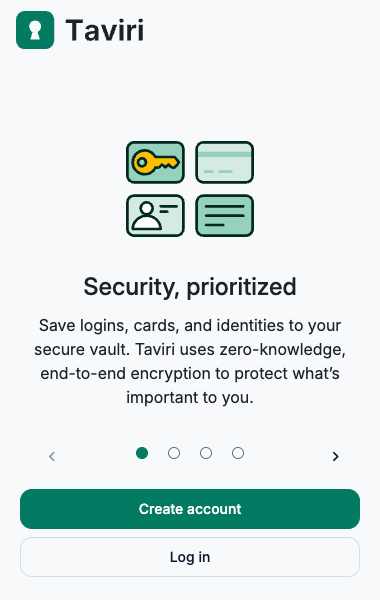 Taviri
Security, prioritized
Save logins, cards, and identities to your
secure vault. Taviri uses zero-knowledge,
end-to-end encryption to protect what’s
important to you.
Create account
Log in